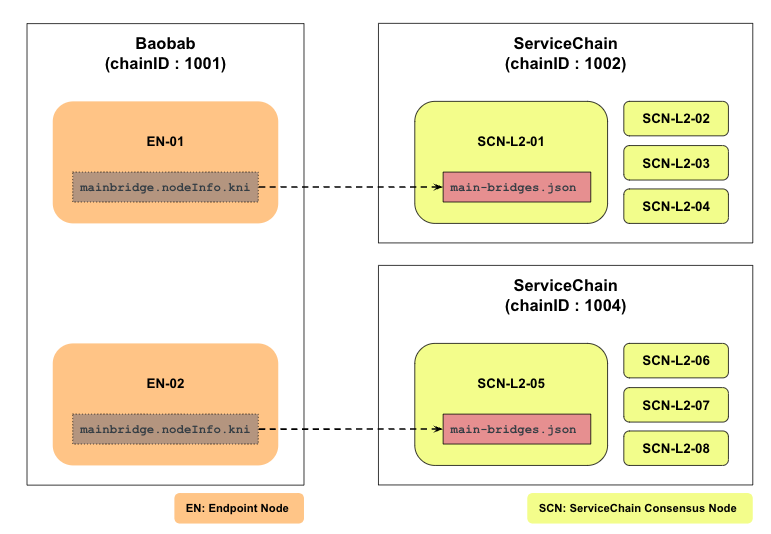 Baobab
(chainID : 1001)
EN-01
mainbridge.nodeInfo.kni
EN-02
mainbridge.nodeInfo.kni
ServiceChain
(chainID : 1002)
SCN-L2-01
main-bridges.json
SCN-L2-02
SCN-L2-03
SCN-L2-04
ServiceChain
(chainID : 1004)
SCN-L2-05
main-bridges.json
SCN-L2-06
SCN-L2-07
SCN-L2-08
EN: Endpoint Node
SCN: ServiceChain Consensus Node